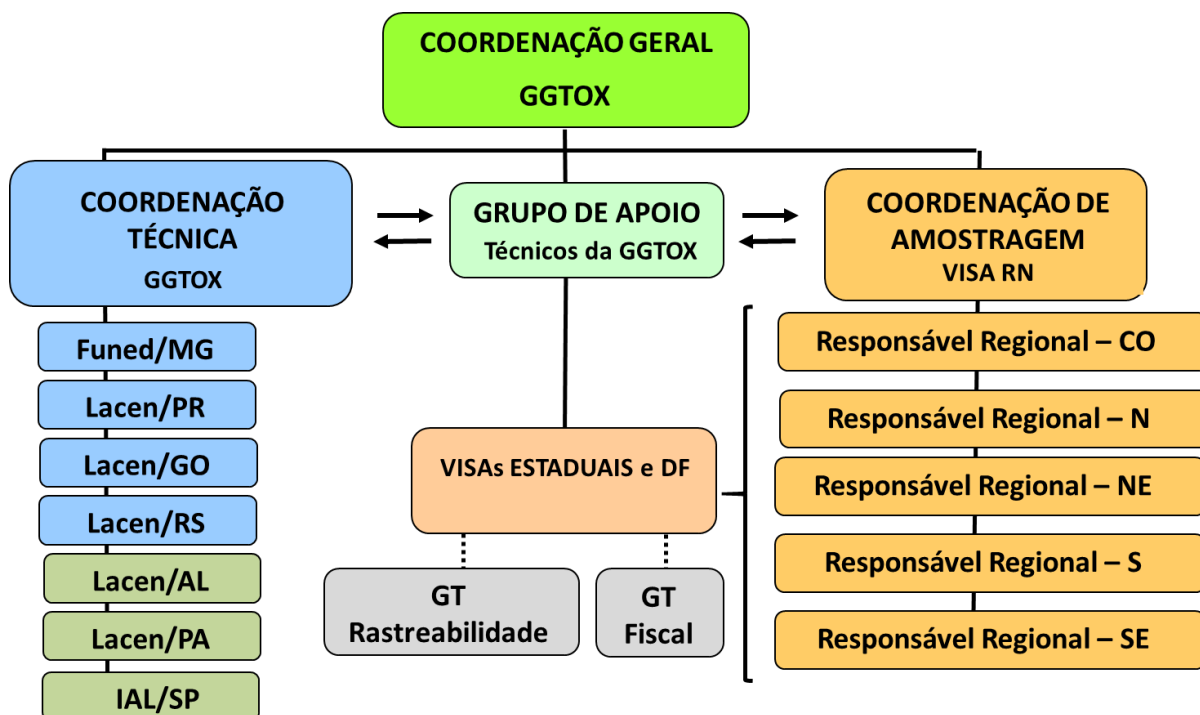 COORDENAÇÃO GERAL
GGTOX
COORDENAÇÃO
TÉCNICA
GGTOX
GRUPO DE APOIO
Técnicos da GGTOX
COORDENAÇÃO DE
AMOSTRAGEM
VISA RN
Funed/MG
Lacen/PR
Lacen/GO
Lacen/RS
Lacen/AL
Lacen/PA
IAL/SP
VISAs ESTADUAIS e DF
GT
Rastreabilidade
GT
Fiscal
Responsável Regional – CO
Responsável Regional – N
Responsável Regional – NE
Responsável Regional – S
Responsável Regional – SE